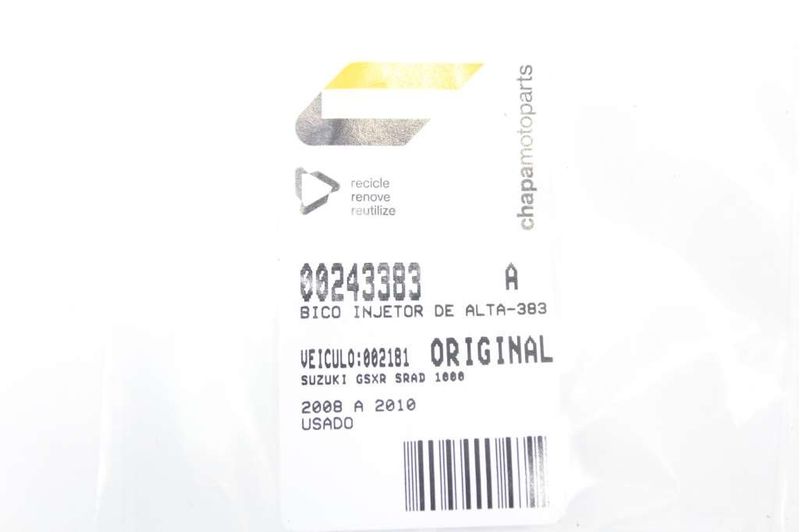 chapamotoparts
recicle
renove
reutilize
00243383 A
BICO INJETOR DE ALTA-383
VEICULO:002181 ORIGINAL
SUZUKI GSXR SRAD 1000
2008 A 2010
USADO